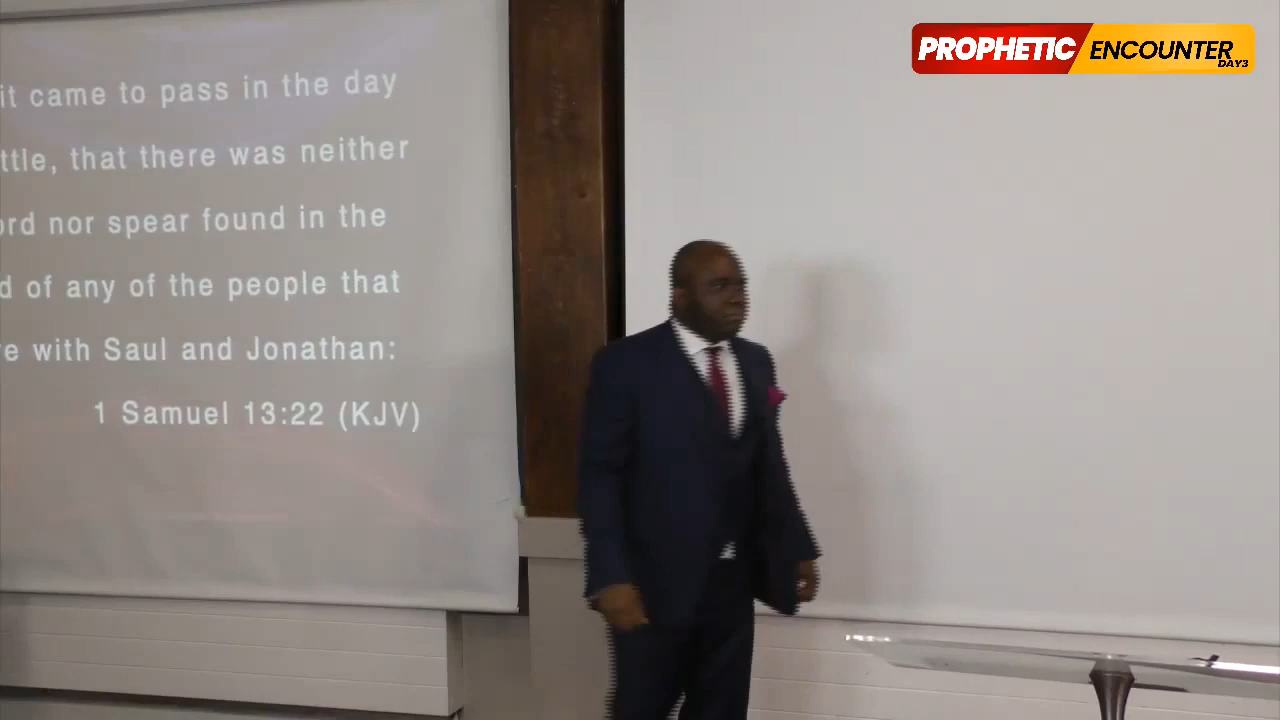 it came to pass in the day
ttle, that there was neither
ord nor spear found in the
d of any of the people that
e with Saul and Jonathan:
1 Samuel 13:22 (KJV)
PROPHETIC ENCOUNTER
DAY3